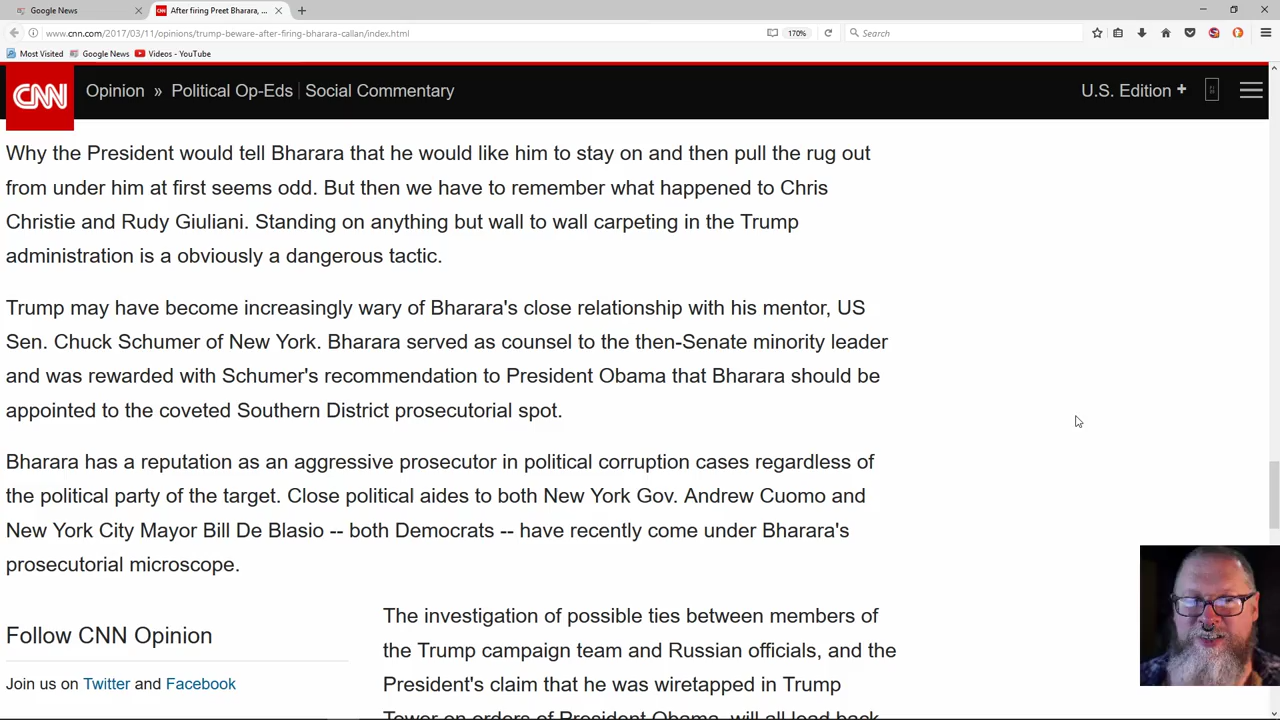 Google News
After firing Preet Bharara, ...
www.cnn.com/2017/03/11/opinions/trump-beware-after-firing-bharara-callan/index.html
170%
Search
Most Visited
Google News
Videos - YouTube
CNN
Opinion » Political Op-Eds | Social Commentary
U.S. Edition +
Why the President would tell Bharara that he would like him to stay on and then pull the rug out
from under him at first seems odd. But then we have to remember what happened to Chris
Christie and Rudy Giuliani. Standing on anything but wall to wall carpeting in the Trump
administration is a obviously a dangerous tactic.
Trump may have become increasingly wary of Bharara's close relationship with his mentor, US
Sen. Chuck Schumer of New York. Bharara served as counsel to the then-Senate minority leader
and was rewarded with Schumer's recommendation to President Obama that Bharara should be
appointed to the coveted Southern District prosecutorial spot.
Bharara has a reputation as an aggressive prosecutor in political corruption cases regardless of
the political party of the target. Close political aides to both New York Gov. Andrew Cuomo and
New York City Mayor Bill De Blasio -- both Democrats -- have recently come under Bharara's
prosecutorial microscope.
Follow CNN Opinion
Join us on Twitter and Facebook
The investigation of possible ties between members of
the Trump campaign team and Russian officials, and the
President's claim that he was wiretapped in Trump
Tower on orders of President Obama, will all lead back